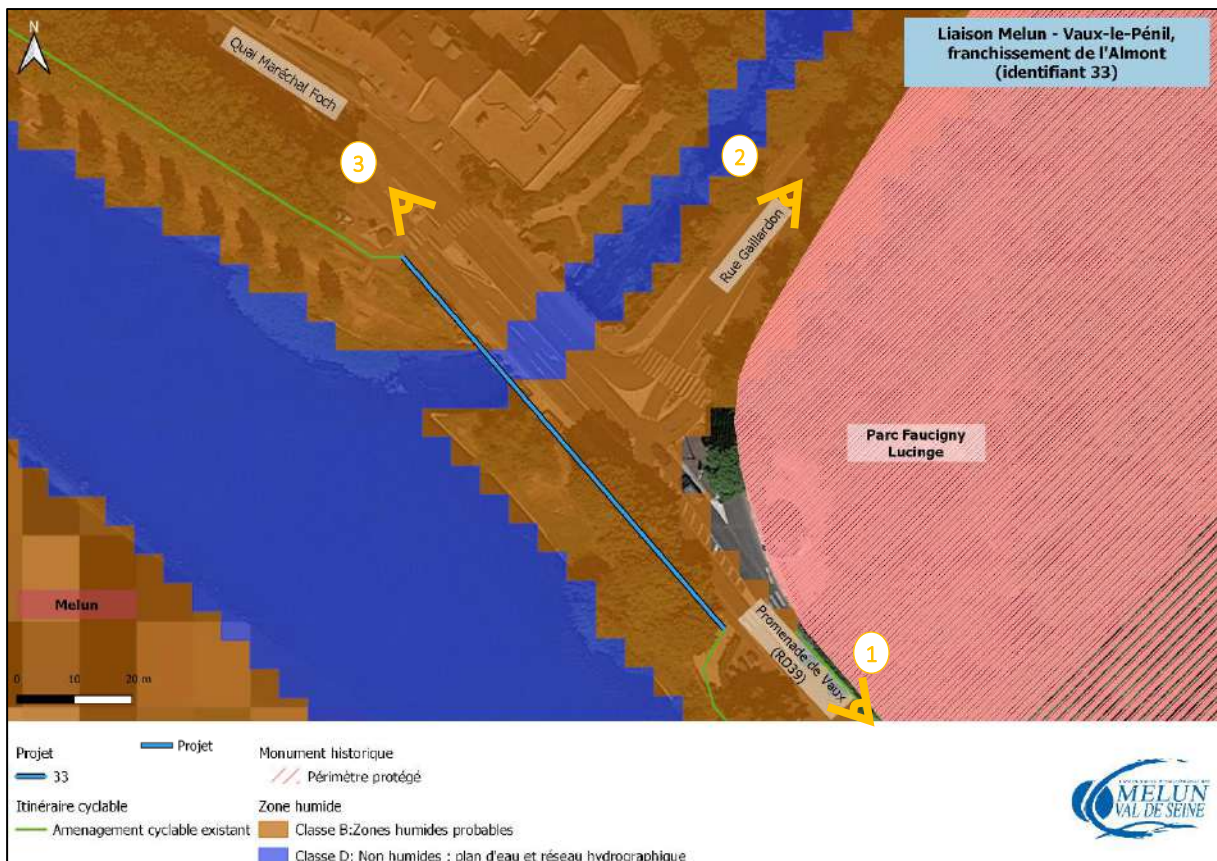 N
Quai Maréchal Foch
Liaison Melun - Vaux-le-Pénil,
franchissement de l'Almont
(identifiant 33)
3
2
Rue Gaillardon
Parc Faucigny
Lucinge
Melun
Promenade de Vaux
(RD39)
1
0 10 20 m
Projet
33
Projet
Itinéraire cyclable
Amenagement cyclable existant
Monument historique
Périmètre protégé
Zone humide
Classe B:Zones humides probables
Classe D: Non humides : plan d'eau et réseau hydrographique
MELUN
VAL DE SEINE